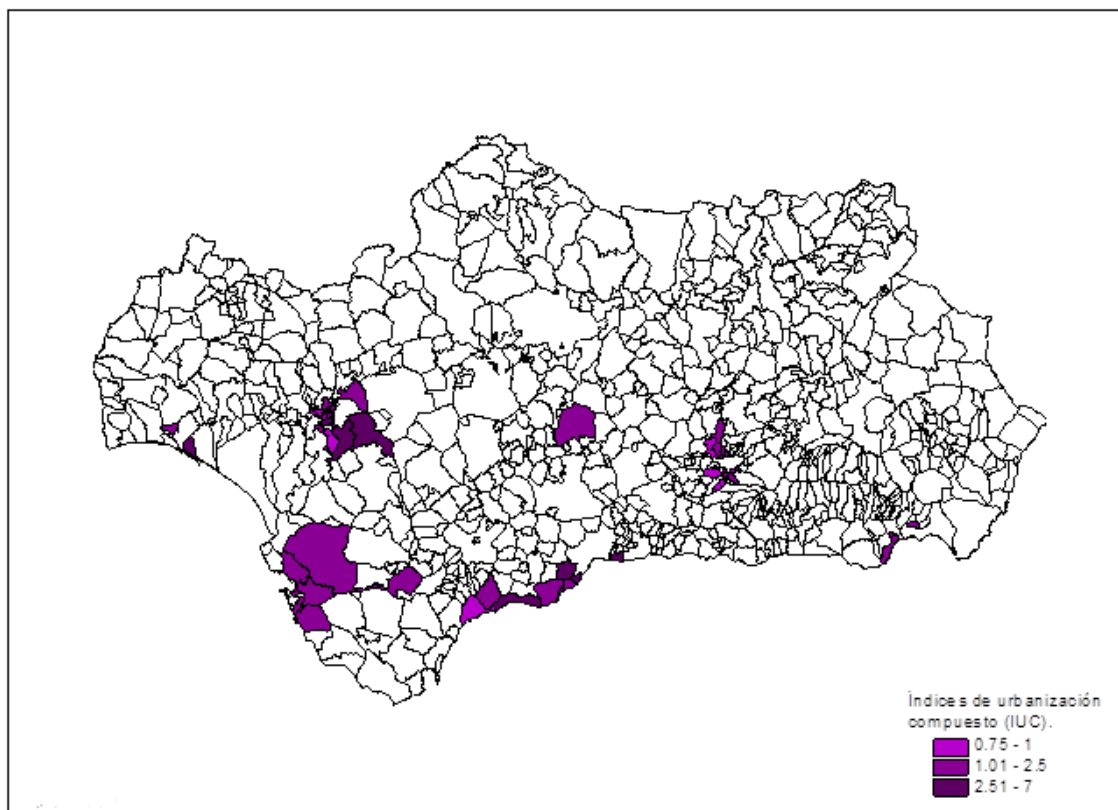 Índices de urbanización
compuesto (IUC).
0.75 - 1
1.01 - 2.5
2.51 - 7